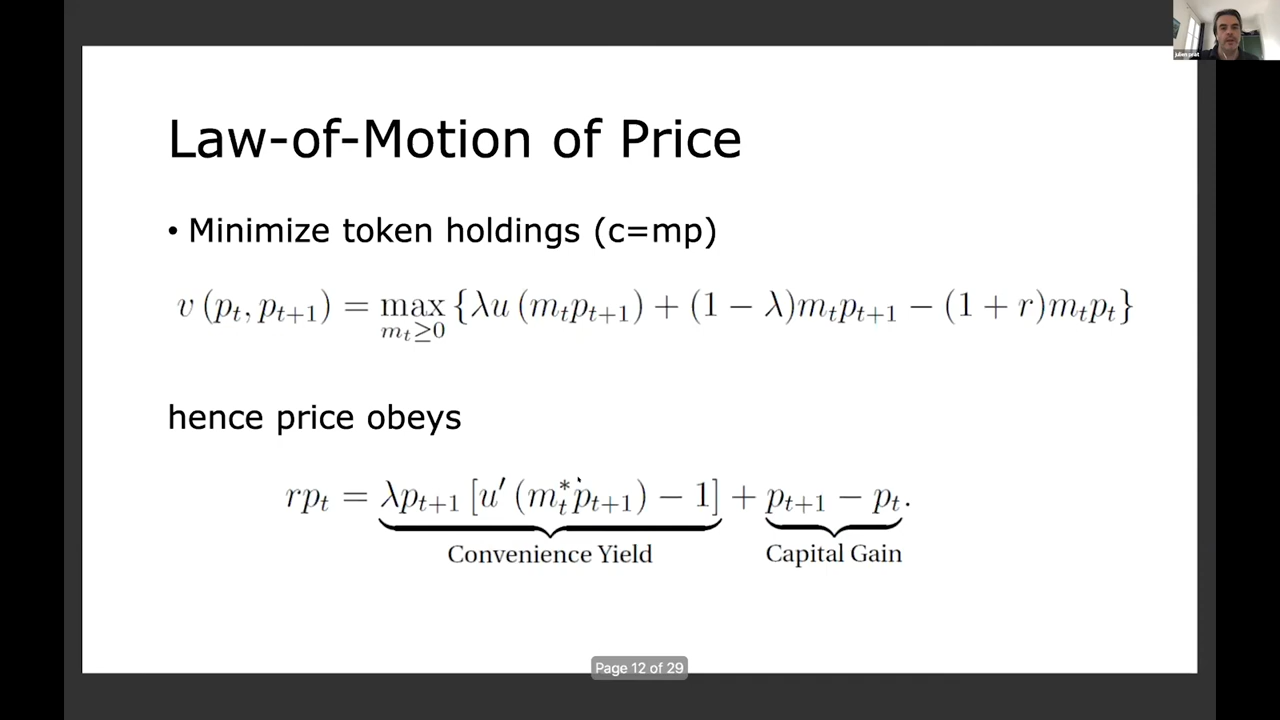 Law-of-Motion of Price
• Minimize token holdings (c=mp)
v (p_t, p_{t+1}) = max_{m_t≥0} {λu (m_t p_{t+1}) + (1 − λ)m_t p_{t+1} − (1 + r)m_t p_t}
hence price obeys
rp_t = λp_{t+1} [u′ (m_t^* p_{t+1}) − 1] + p_{t+1} − p_t.
Convenience Yield Capital Gain
Page 12 of 29